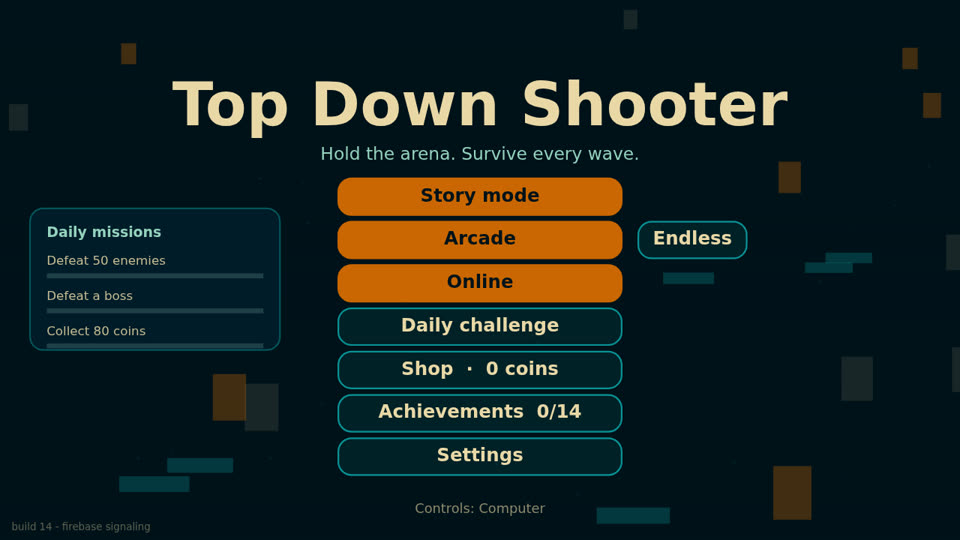 Top Down Shooter
Hold the arena. Survive every wave.
Story mode
Arcade
Endless
Online
Daily challenge
Shop · 0 coins
Achievements 0/14
Settings
Daily missions
Defeat 50 enemies
Defeat a boss
Collect 80 coins
Controls: Computer
build 14 - firebase signaling